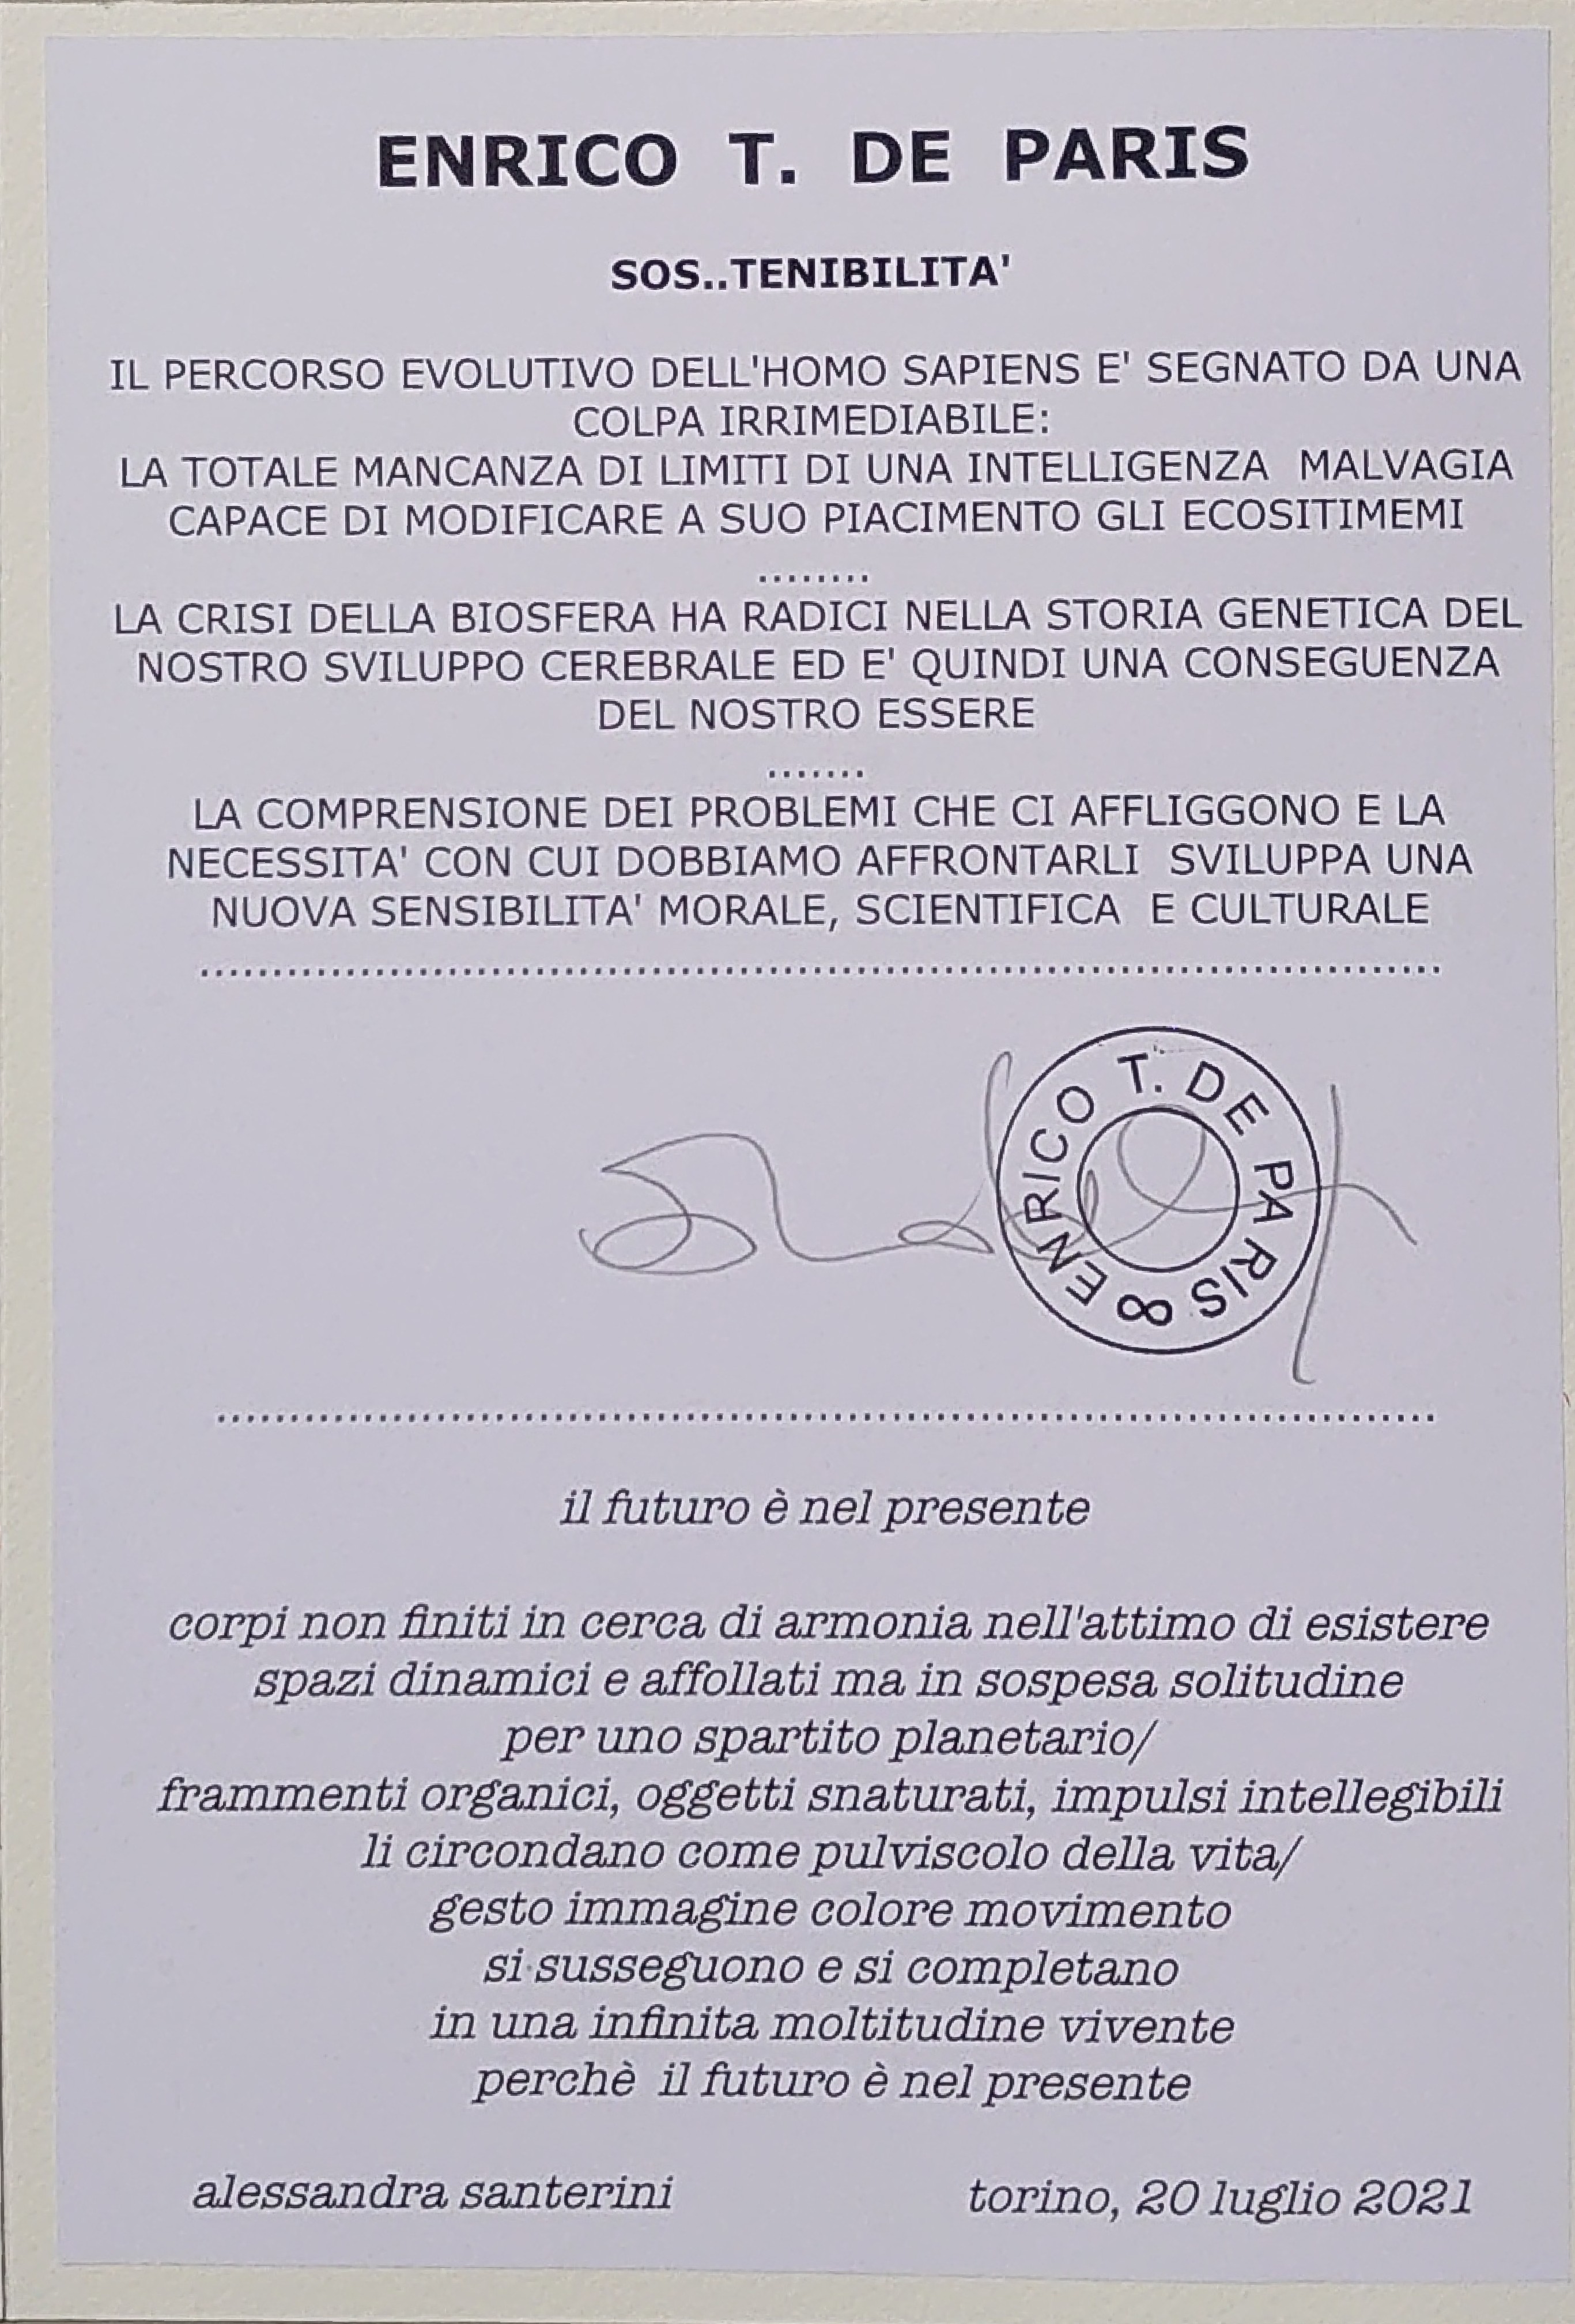 ENRICO T. DE PARIS
SOS..TENIBILITA'
IL PERCORSO EVOLUTIVO DELL'HOMO SAPIENS E' SEGNATO DA UNA
COLPA IRRIMEDIABILE:
LA TOTALE MANCANZA DI LIMITI DI UNA INTELLIGENZA MALVAGIA
CAPACE DI MODIFICARE A SUO PIACIMENTO GLI ECOSITIMEMI
........
LA CRISI DELLA BIOSFERA HA RADICI NELLA STORIA GENETICA DEL
NOSTRO SVILUPPO CEREBRALE ED E' QUINDI UNA CONSEGUENZA
DEL NOSTRO ESSERE
.......
LA COMPRENSIONE DEI PROBLEMI CHE CI AFFLIGGONO E LA
NECESSITA' CON CUI DOBBIAMO AFFRONTARLI SVILUPPA UNA
NUOVA SENSIBILITA' MORALE, SCIENTIFICA E CULTURALE
ENRICO T. DE PARIS ∞
il futuro è nel presente
corpi non finiti in cerca di armonia nell'attimo di esistere
spazi dinamici e affollati ma in sospesa solitudine
per uno spartito planetario/
frammenti organici, oggetti snaturati, impulsi intellegibili
li circondano come pulviscolo della vita/
gesto immagine colore movimento
si susseguono e si completano
in una infinita moltitudine vivente
perchè il futuro è nel presente
alessandra santerini torino, 20 luglio 2021